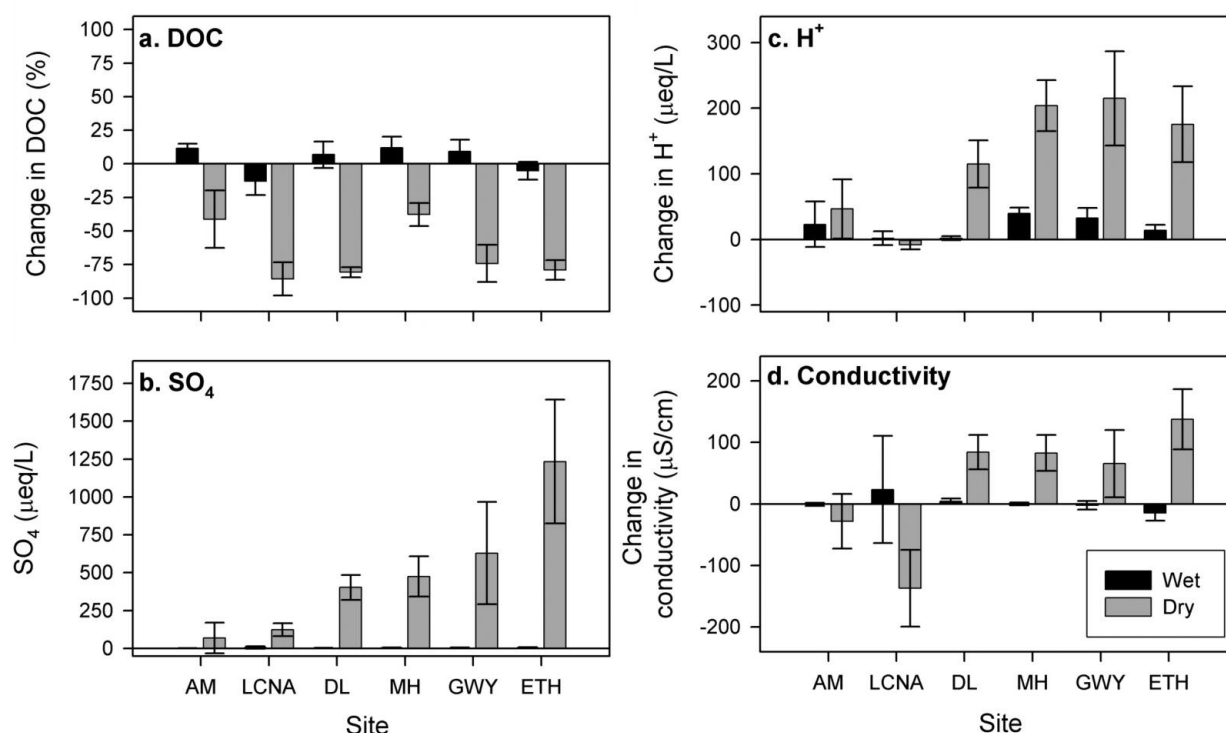 a. DOC
Change in DOC (%)
100
75
50
25
0
-25
-50
-75
-100
b. SO₄
SO₄ (μeq/L)
1750
1500
1250
1000
750
500
250
0
AM LCNA DL MH GWY ETH
Site
c. H⁺
Change in H⁺ (μeq/L)
300
200
100
0
-100
d. Conductivity
Change in
conductivity (μS/cm)
200
100
0
-100
-200
Wet
Dry
AM LCNA DL MH GWY ETH
Site